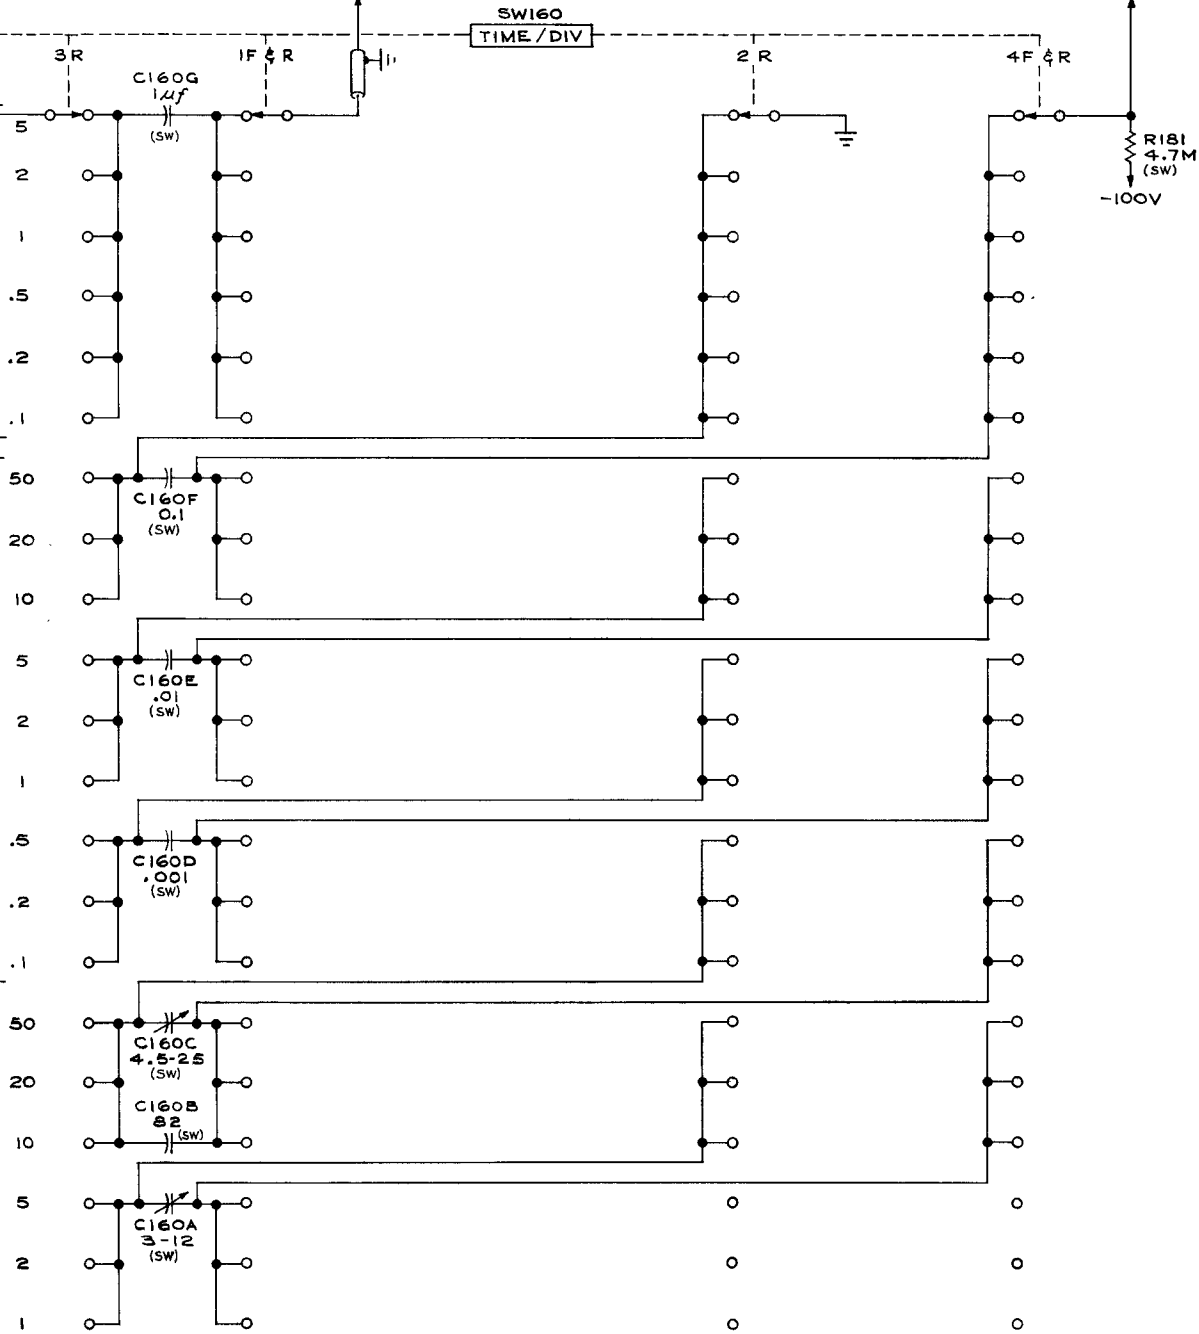 SW160
TIME/DIV
3R
1F & R
2 R
4F & R
C160G
1µf
(SW)
5
R181
4.7M
(SW)
-100V
2
1
.5
.2
.1
50
C160F
0.1
(SW)
20
10
5
C160E
.01
(SW)
2
1
.5
C160D
.001
(SW)
.2
.1
50
C160C
4.5-25
(SW)
20
C160B
82
(SW)
10
5
C160A
3-12
(SW)
2
1